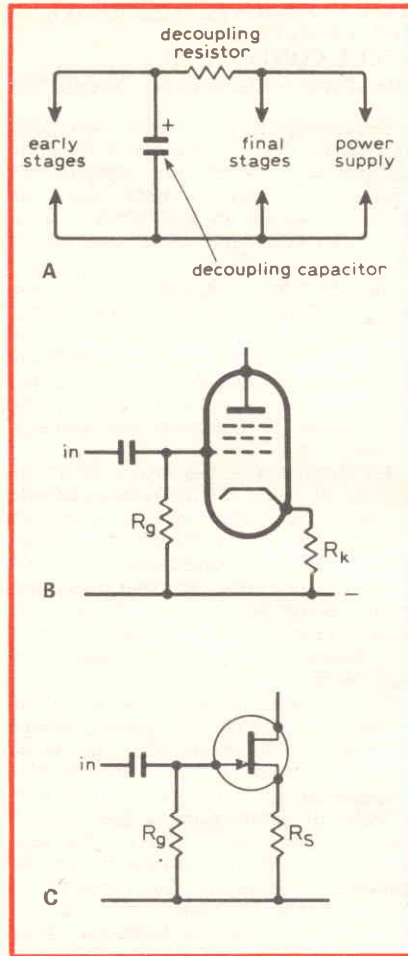 decoupling
resistor
+
early
stages
final
stages
power
supply
A
decoupling capacitor
in
Rg
Rk
B
–
in
Rg
RS
C